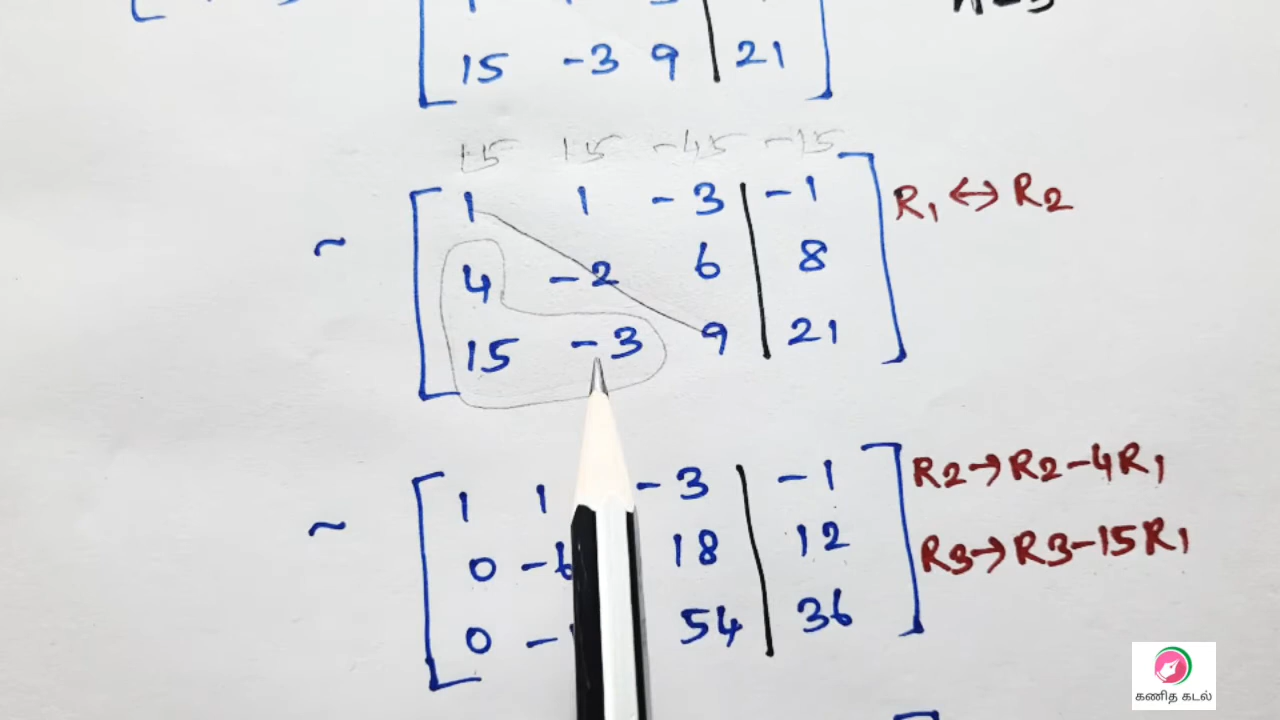 15 -3 9 | 21
15 15 -45 -15
~ [ 1 1 -3 | -1 ] R₁ ↔ R₂
4 -2 6 | 8
15 -3 9 | 21
~ [ 1 1 -3 | -1 ] R₂→R₂-4R₁
0 18 | 12 R₃→R₃-15R₁
0 54 | 36
கணித கடல்